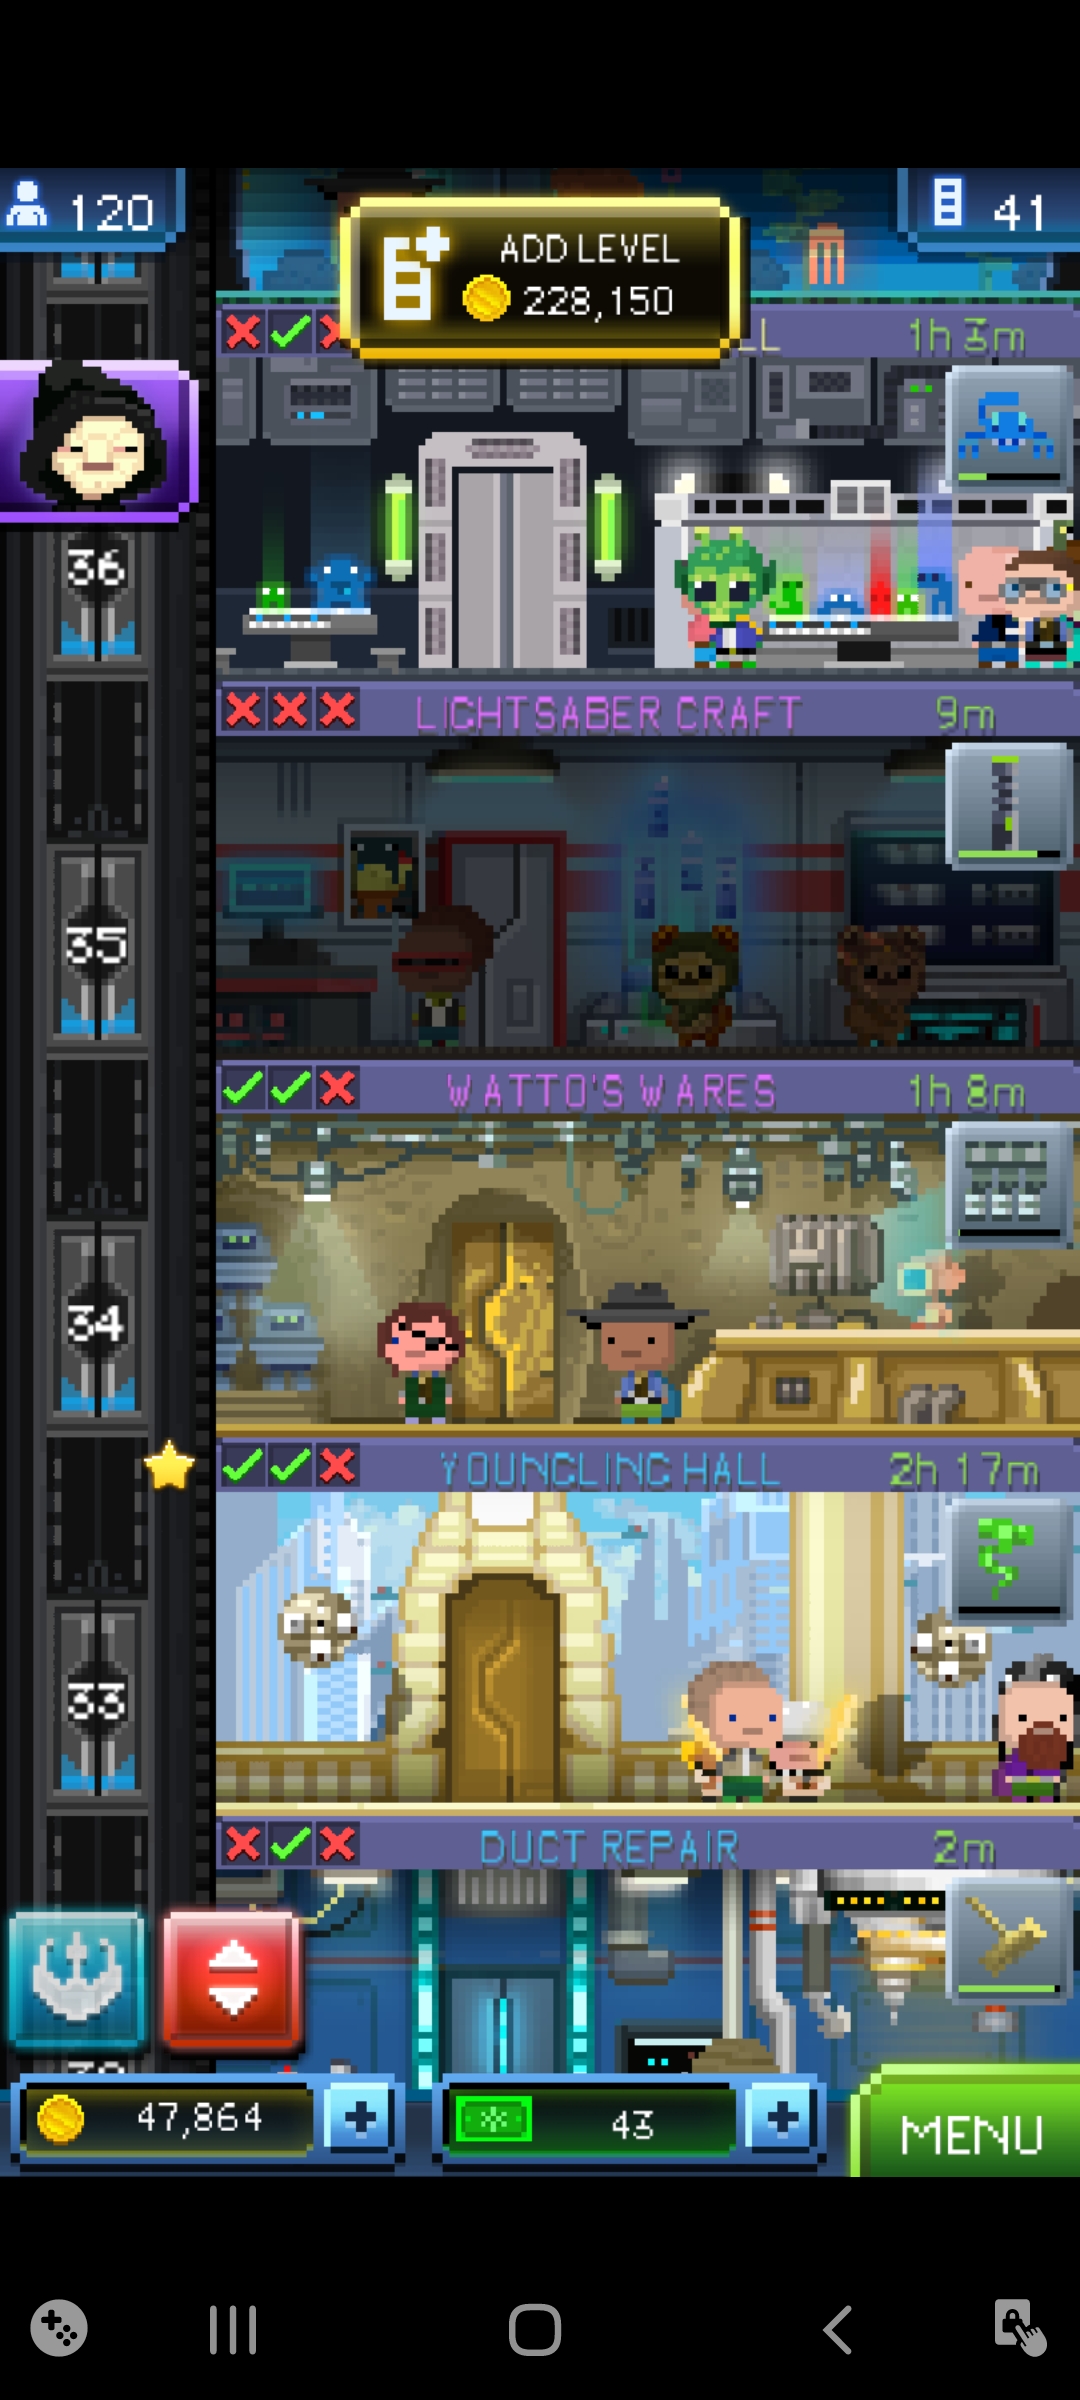 120
41
ADD LEVEL
228,150
LL
1h 3m
36
LIGHTSABER CRAFT
9m
35
WATTO'S WARES
1h 8m
34
YOUNGLING HALL
2h 17m
33
DUCT REPAIR
2m
47,864
43
MENU